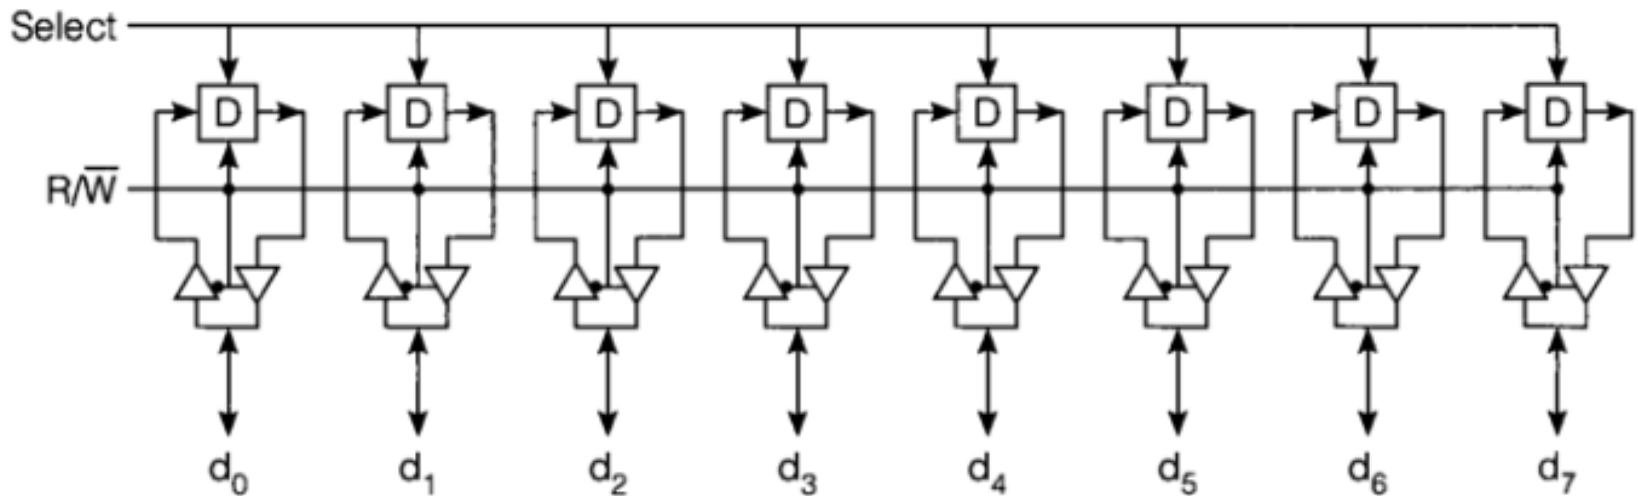 Select
D D D D D D D D
R/W̅
d₀ d₁ d₂ d₃ d₄ d₅ d₆ d₇